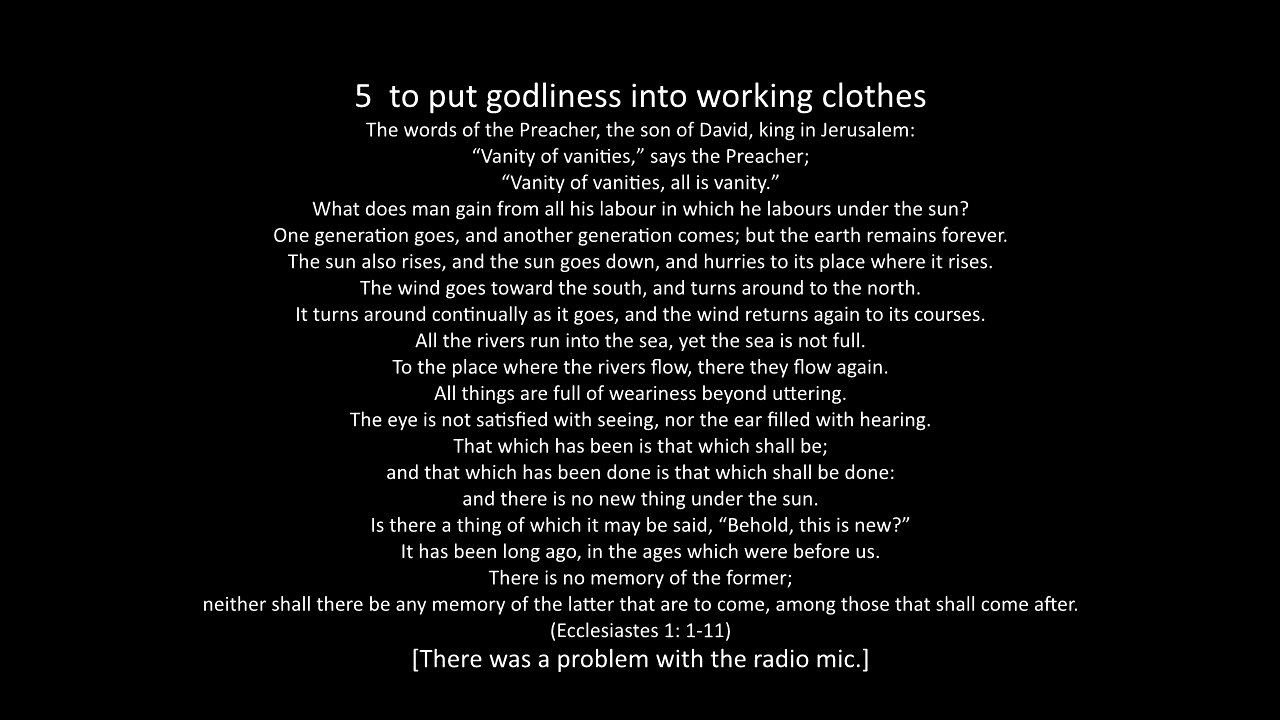 5  to put godliness into working clothes
The words of the Preacher, the son of David, king in Jerusalem:
“Vanity of vanities,” says the Preacher;
“Vanity of vanities, all is vanity.”
What does man gain from all his labour in which he labours under the sun?
One generation goes, and another generation comes; but the earth remains forever.
The sun also rises, and the sun goes down, and hurries to its place where it rises.
The wind goes toward the south, and turns around to the north.
It turns around continually as it goes, and the wind returns again to its courses.
All the rivers run into the sea, yet the sea is not full.
To the place where the rivers flow, there they flow again.
All things are full of weariness beyond uttering.
The eye is not satisfied with seeing, nor the ear filled with hearing.
That which has been is that which shall be;
and that which has been done is that which shall be done:
and there is no new thing under the sun.
Is there a thing of which it may be said, “Behold, this is new?”
It has been long ago, in the ages which were before us.
There is no memory of the former;
neither shall there be any memory of the latter that are to come, among those that shall come after.
(Ecclesiastes 1: 1-11)
[There was a problem with the radio mic.]